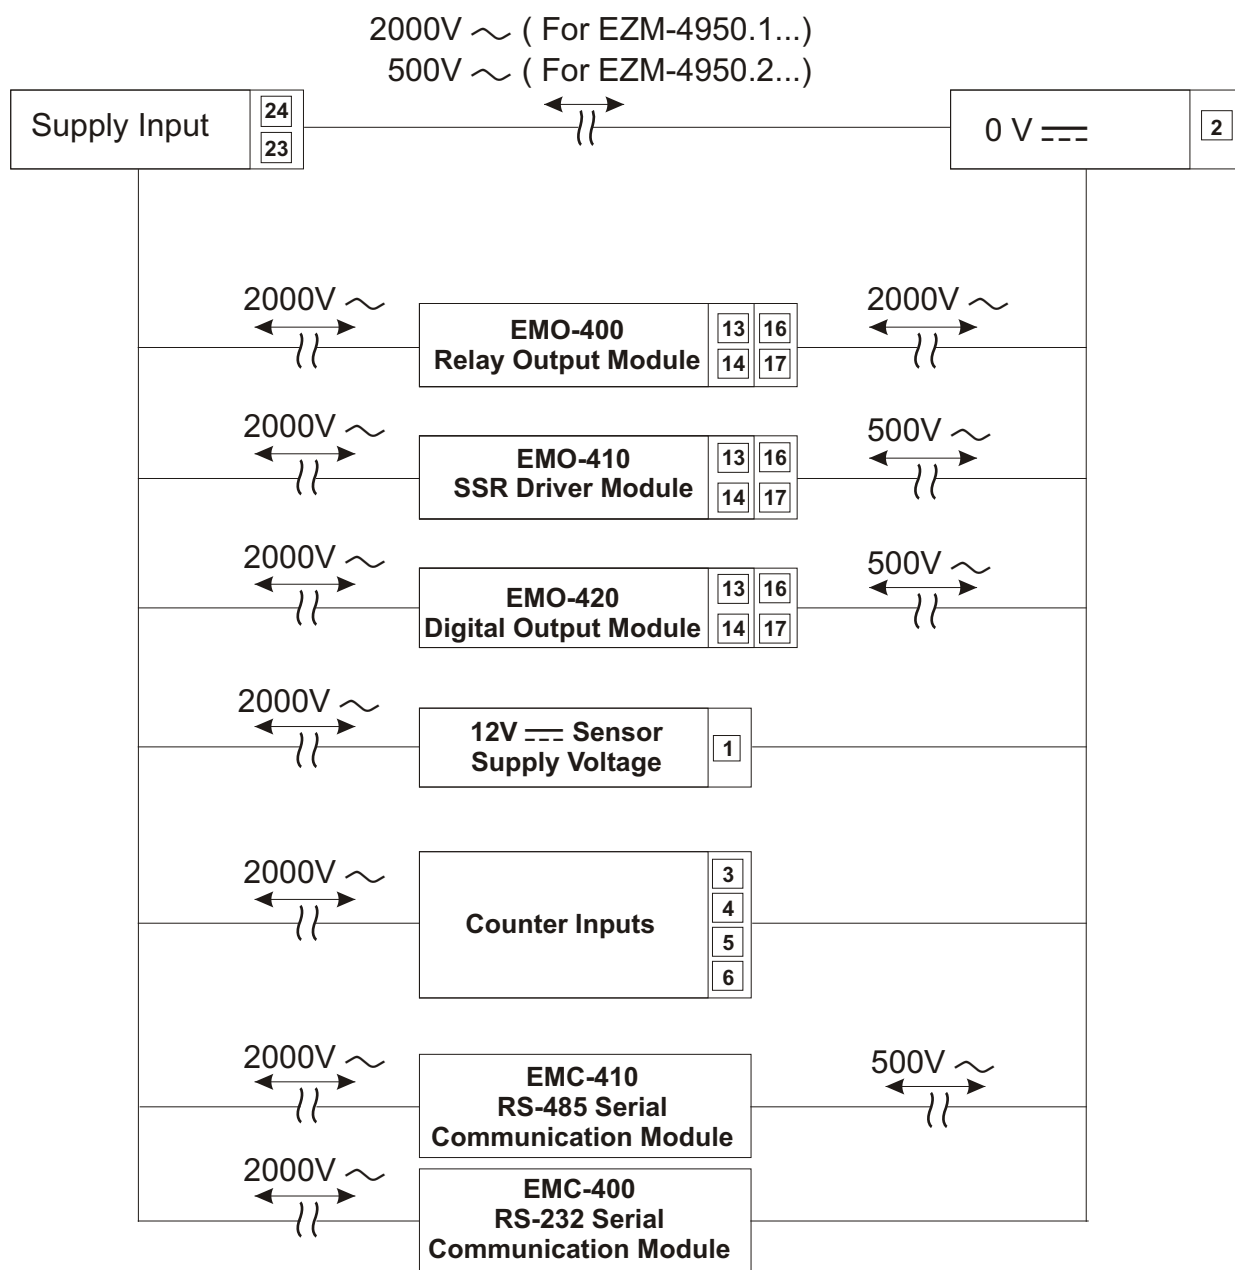 2000V ~ ( For EZM-4950.1...)
500V ~ ( For EZM-4950.2...)
Supply Input
24
23
0 V
2
2000V ~
EMO-400
Relay Output Module
13 16
14 17
2000V ~
2000V ~
EMO-410
SSR Driver Module
13 16
14 17
500V ~
2000V ~
EMO-420
Digital Output Module
13 16
14 17
500V ~
2000V ~
12V ⎓ Sensor
Supply Voltage
1
2000V ~
Counter Inputs
3
4
5
6
2000V ~
EMC-410
RS-485 Serial
Communication Module
500V ~
2000V ~
EMC-400
RS-232 Serial
Communication Module